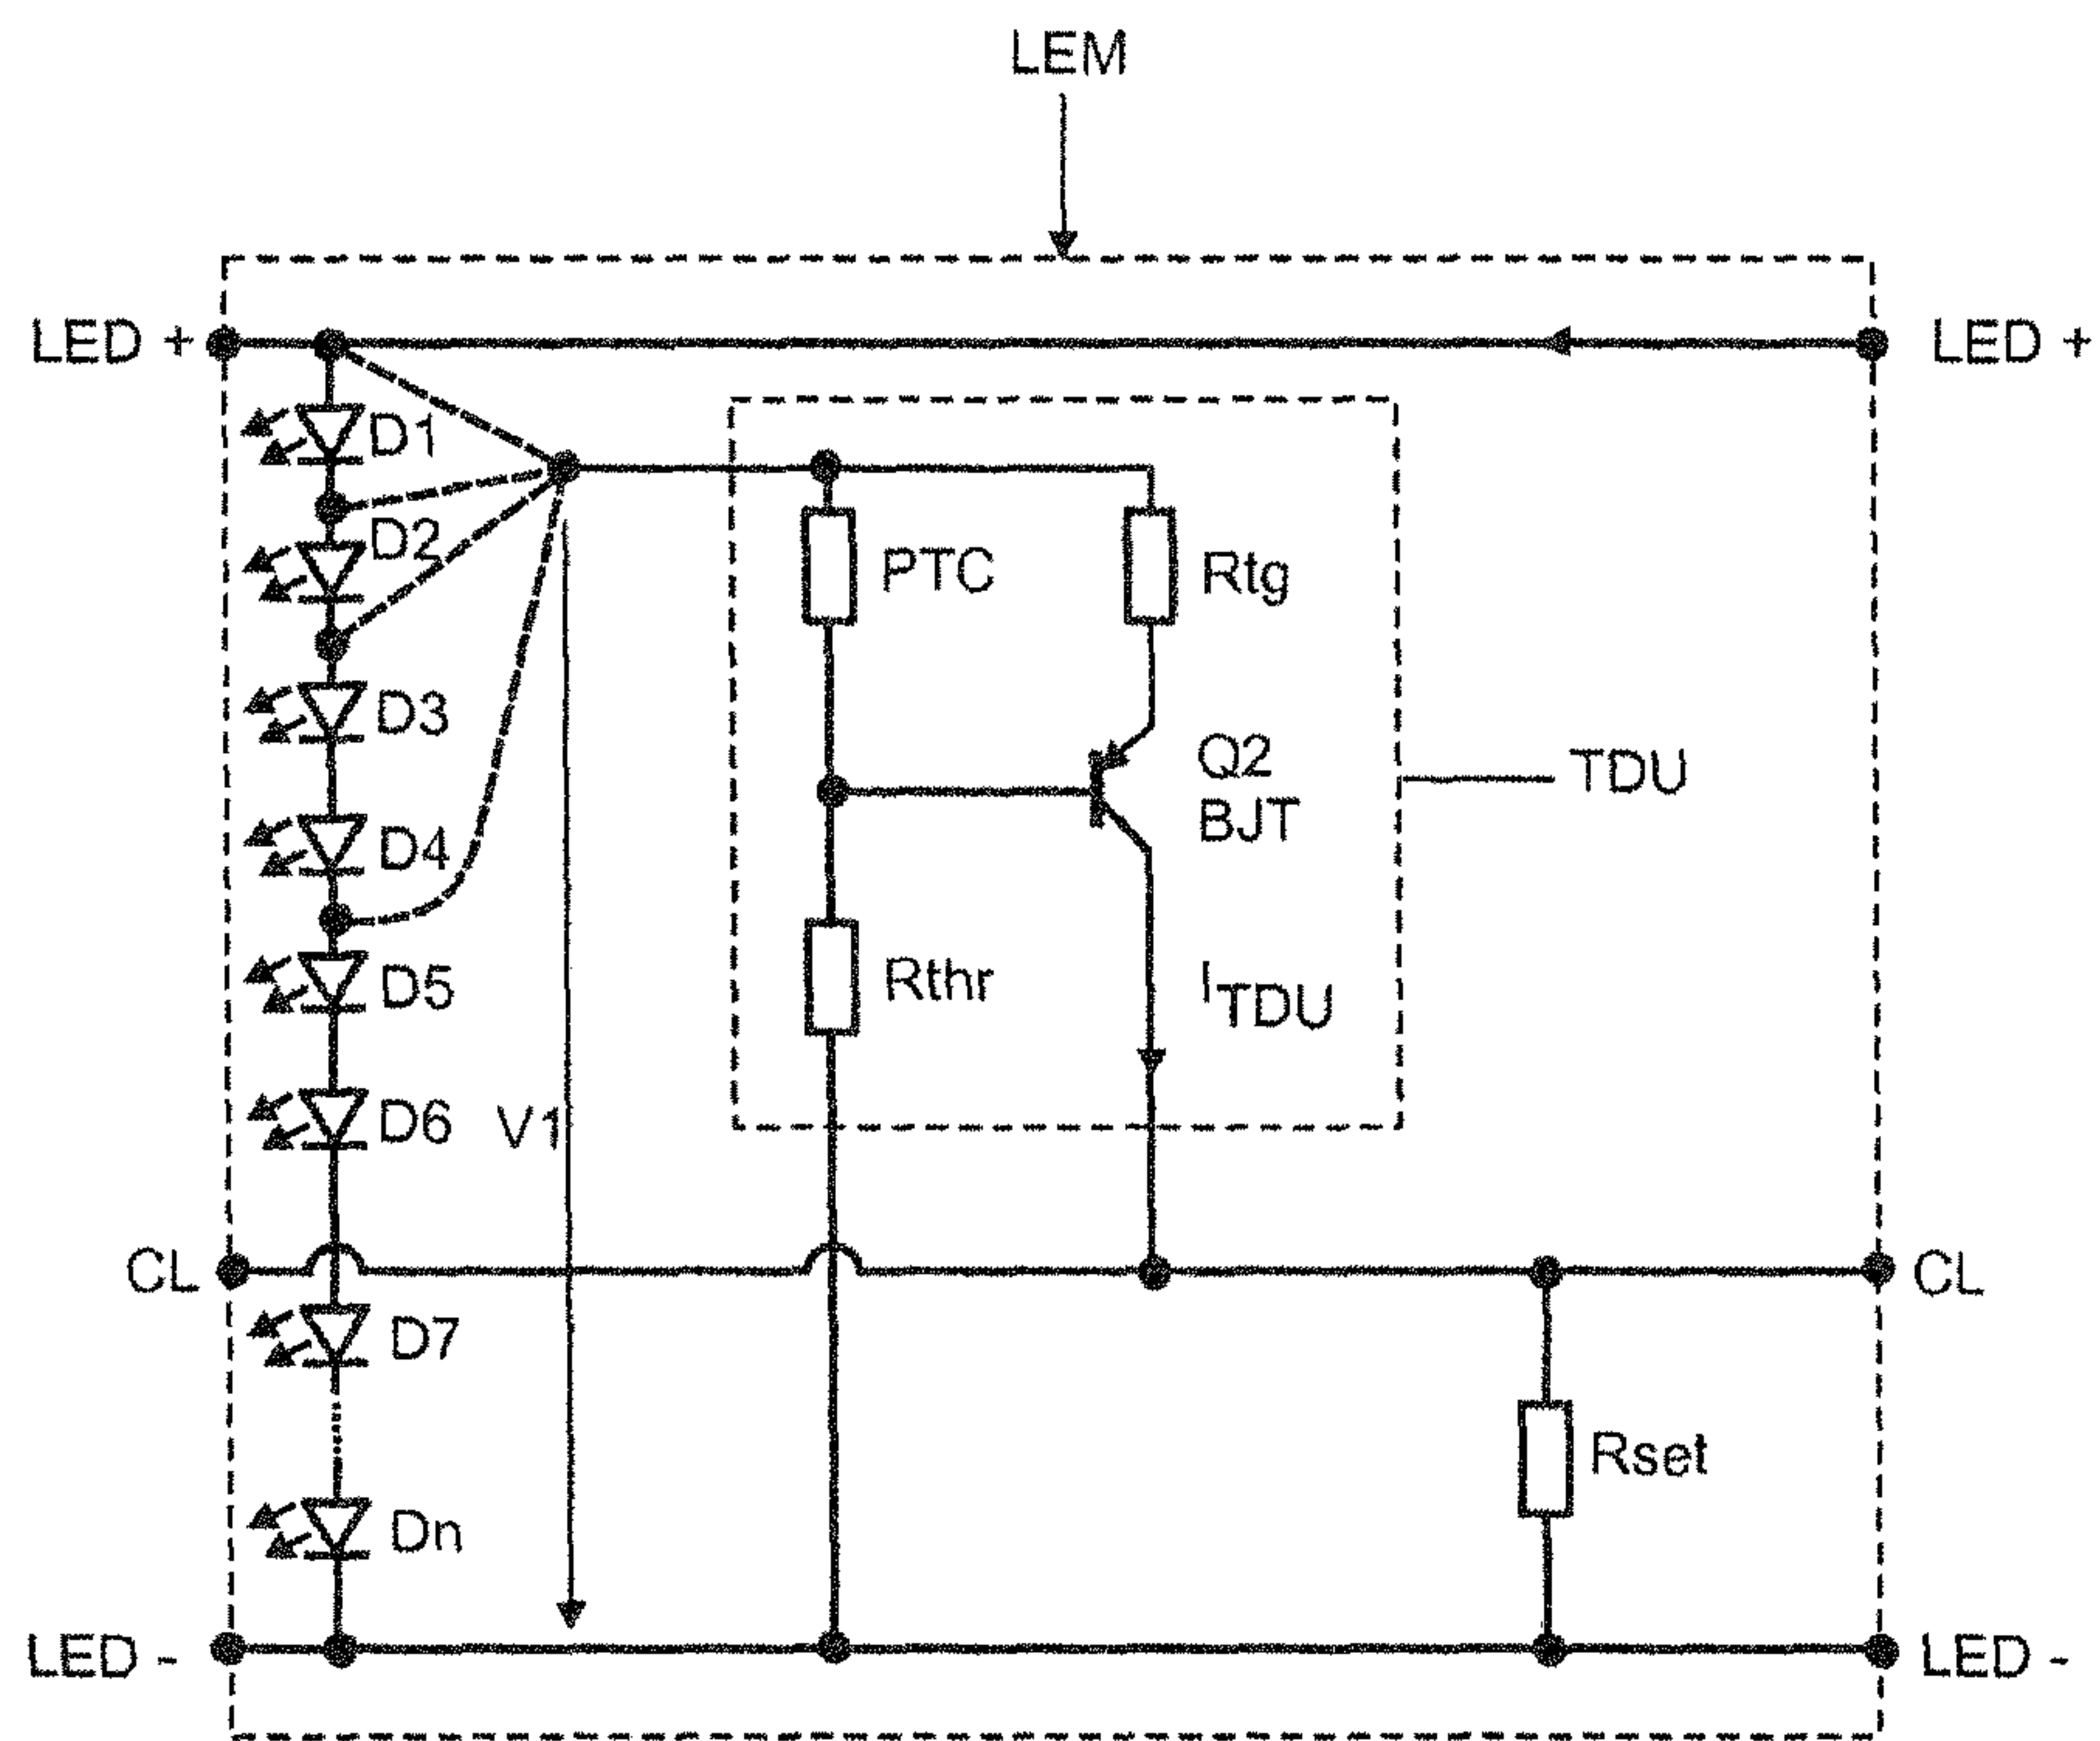 LEM
LED +
LED +
D1
D2
PTC
Rtg
D3
Q2
BJT
TDU
D4
D5
Rthr
ITDU
D6
V1
CL
CL
D7
Rset
Dn
LED -
LED -